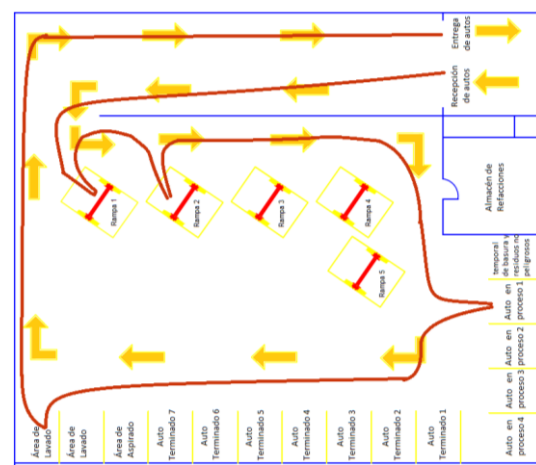 Entrega
de autos
Recepción
de autos
Almacén de
Refacciones
temporal
de basura y
residuos no
peligrosos
Rampa 1
Rampa 2
Rampa 3
Rampa 4
Rampa 5
Auto en
proceso 1
Auto en
proceso 2
Auto en
proceso 3
Auto en
proceso 4
Área de
Lavado
Área de
Lavado
Área de
Aspirado
Auto
Terminado 7
Auto
Terminado 6
Auto
Terminado 5
Auto
Terminado 4
Auto
Terminado 3
Auto
Terminado 2
Auto
Terminado 1